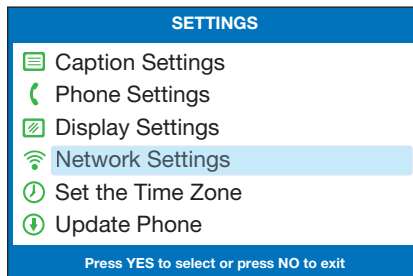 SETTINGS
Caption Settings
Phone Settings
Display Settings
Network Settings
Set the Time Zone
Update Phone
Press YES to select or press NO to exit